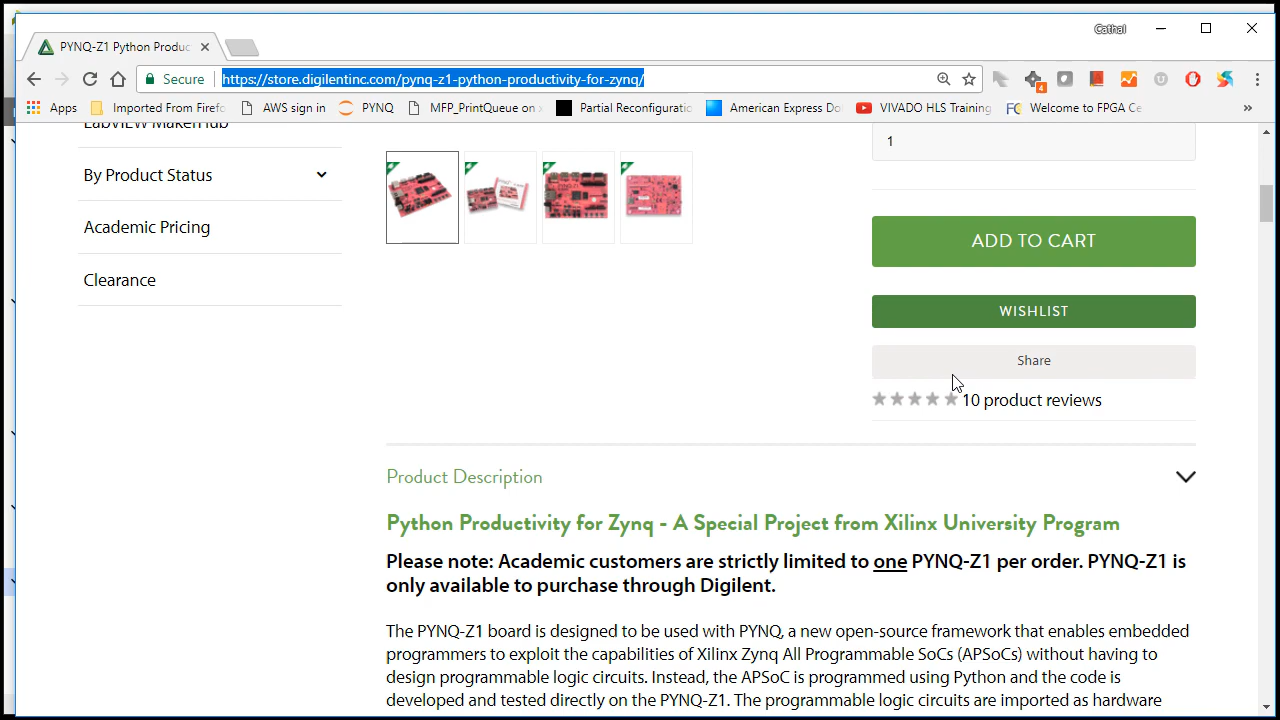 Cathal
PYNQ-Z1 Python Produc
Secure https://store.digilentinc.com/pynq-z1-python-productivity-for-zynq/
4
Apps Imported From Firefo AWS sign in PYNQ MFP_PrintQueue on Partial Reconfiguratio American Express Do VIVADO HLS Training FC Welcome to FPGA Ce »
LabVIEW MakerHub
1
By Product Status
Academic Pricing
ADD TO CART
Clearance
WISHLIST
Share
10 product reviews
Product Description
Python Productivity for Zynq - A Special Project from Xilinx University Program
Please note: Academic customers are strictly limited to one PYNQ-Z1 per order. PYNQ-Z1 is
only available to purchase through Digilent.
The PYNQ-Z1 board is designed to be used with PYNQ, a new open-source framework that enables embedded
programmers to exploit the capabilities of Xilinx Zynq All Programmable SoCs (APSoCs) without having to
design programmable logic circuits. Instead, the APSoC is programmed using Python and the code is
developed and tested directly on the PYNQ-Z1. The programmable logic circuits are imported as hardware